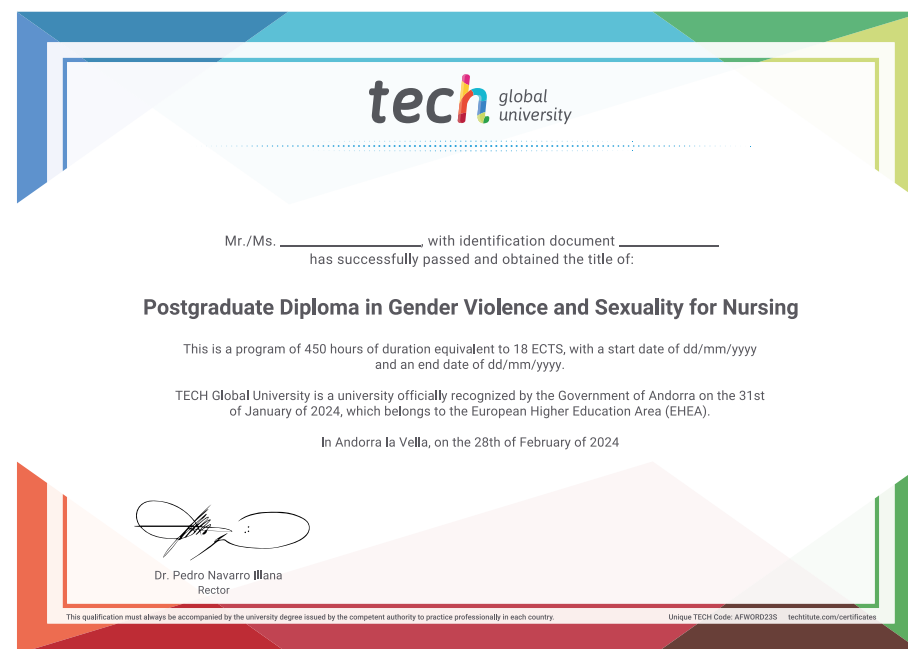 tech global
university
Mr./Ms. ____________________, with identification document ______________
has successfully passed and obtained the title of:
Postgraduate Diploma in Gender Violence and Sexuality for Nursing
This is a program of 450 hours of duration equivalent to 18 ECTS, with a start date of dd/mm/yyyy
and an end date of dd/mm/yyyy.
TECH Global University is a university officially recognized by the Government of Andorra on the 31st
of January of 2024, which belongs to the European Higher Education Area (EHEA).
In Andorra la Vella, on the 28th of February of 2024
Dr. Pedro Navarro Illana
Rector
This qualification must always be accompanied by the university degree issued by the competent authority to practice professionally in each country. Unique TECH Code: AFWORD23S techtitute.com/certificates